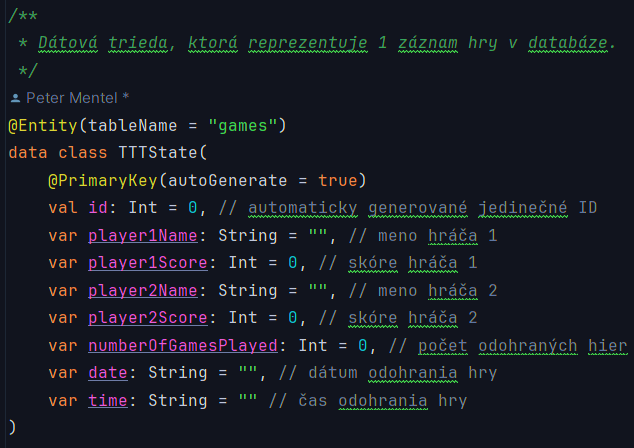 /**
 * Dátová trieda, ktorá reprezentuje 1 záznam hry v databáze.
 */
Peter Mentel *
@Entity(tableName = "games")
data class TTTState(
    @PrimaryKey(autoGenerate = true)
    val id: Int = 0, // automaticky generované jedinečné ID
    var player1Name: String = "", // meno hráča 1
    var player1Score: Int = 0, // skóre hráča 1
    var player2Name: String = "", // meno hráča 2
    var player2Score: Int = 0, // skóre hráča 2
    var numberOfGamesPlayed: Int = 0, // počet odohraných hier
    var date: String = "", // dátum odohrania hry
    var time: String = "" // čas odohrania hry
)